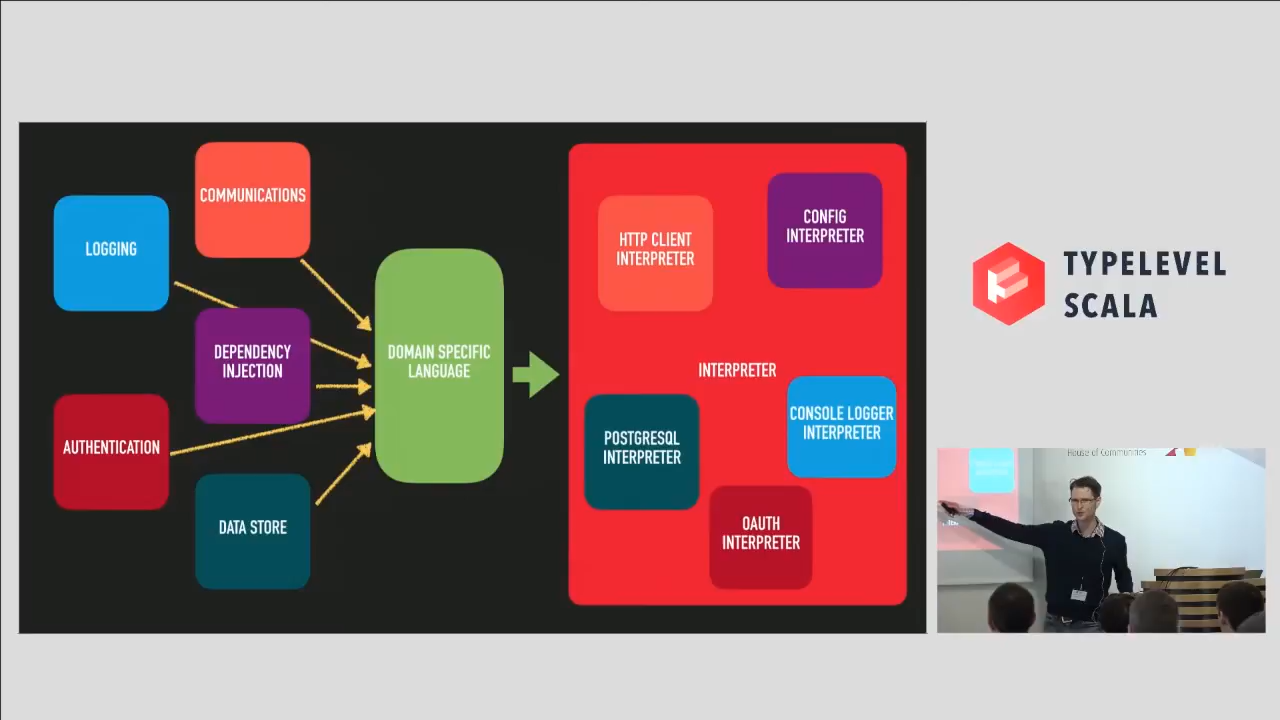 COMMUNICATIONS
LOGGING
DEPENDENCY
INJECTION
AUTHENTICATION
DATA STORE
DOMAIN SPECIFIC
LANGUAGE
HTTP CLIENT
INTERPRETER
CONFIG
INTERPRETER
INTERPRETER
POSTGRESQL
INTERPRETER
CONSOLE LOGGER
INTERPRETER
OAUTH
INTERPRETER
TYPELEVEL
SCALA
House of Communities